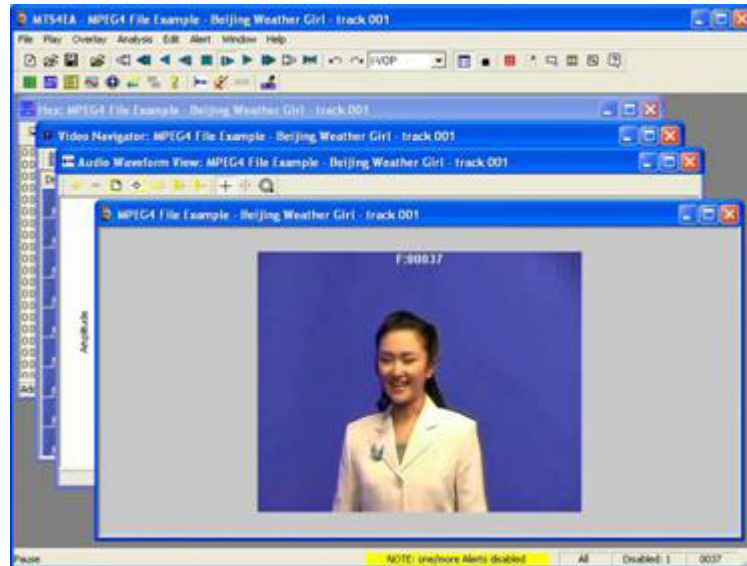 MTS4EA - MPEG4 File Example - Beijing Weather Girl - track 001
File Play Overlay Analysis Edit Alert Window Help
I-VOP
Hex: MPEG4 File Example - Beijing Weather Girl - track 001
Video Navigator: MPEG4 File Example - Beijing Weather Girl - track 001
Audio Waveform View: MPEG4 File Example - Beijing Weather Girl - track 001
MPEG4 File Example - Beijing Weather Girl - track 001
F:00037
Amplitude
Pause NOTE: one/more Alerts disabled All Disabled: 1 0037